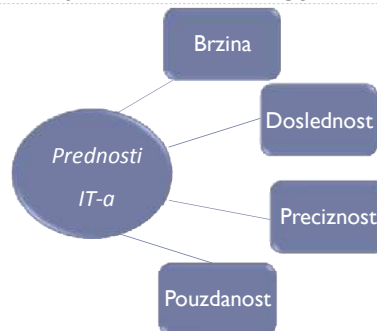 Brzina
Doslednost
Prednosti
IT-a
Preciznost
Pouzdanost